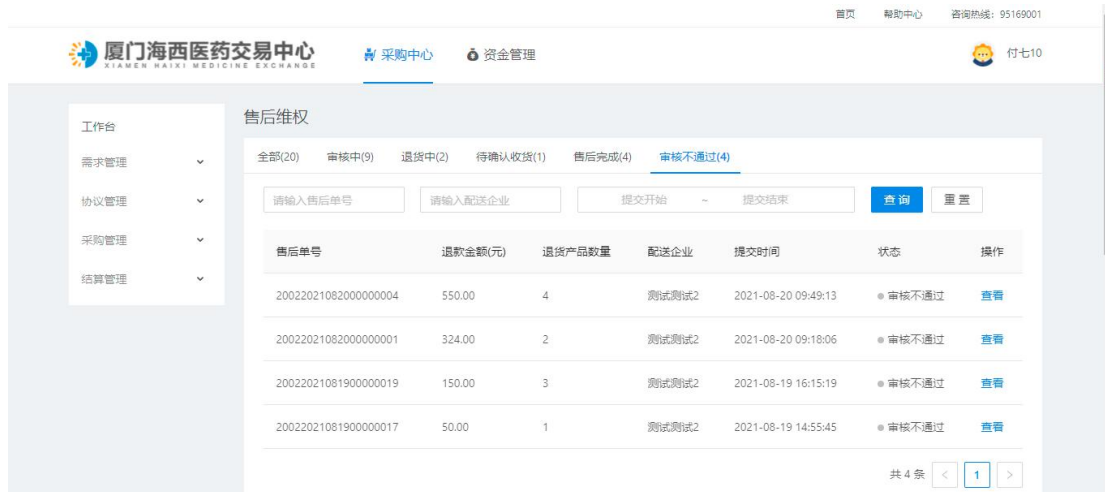 首页 帮助中心 咨询热线：95169001
厦门海西医药交易中心 采购中心 资金管理 付七10
XIAMEN HAIXI MEDICINE EXCHANGE
工作台
需求管理
协议管理
采购管理
结算管理
售后维权
全部(20) 审核中(9) 退货中(2) 待确认收货(1) 售后完成(4) 审核不通过(4)
请输入售后单号 请输入配送企业 提交开始 ~ 提交结束 查询 重置
售后单号 退款金额(元) 退货产品数量 配送企业 提交时间 状态 操作
20022021082000000004 550.00 4 测试测试2 2021-08-20 09:49:13 审核不通过 查看
20022021082000000001 324.00 2 测试测试2 2021-08-20 09:18:06 审核不通过 查看
20022021081900000019 150.00 3 测试测试2 2021-08-19 16:15:19 审核不通过 查看
20022021081900000017 50.00 1 测试测试2 2021-08-19 14:55:45 审核不通过 查看
共 4 条 < 1 >